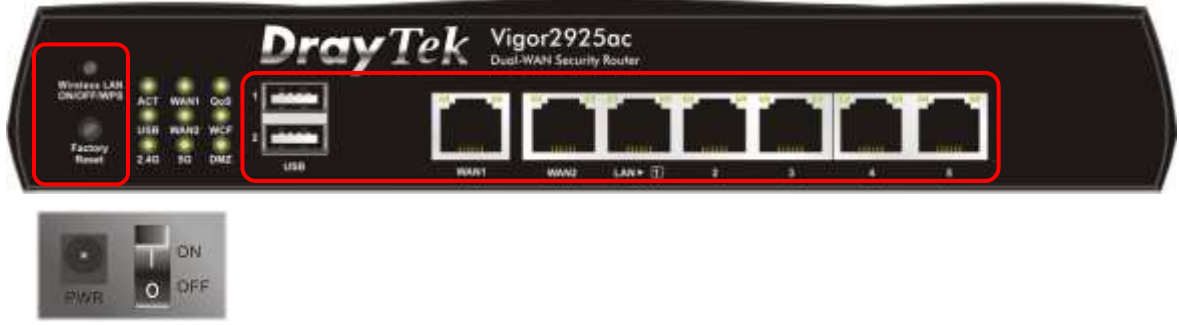 DrayTek Vigor2925ac
Dual-WAN Security Router
Wireless LAN
ON/OFF/WPS
Factory
Reset
ACT WAN1 QoS
USB WAN2 WCF
2.4G 5G DMZ
1
2
USB
WAN1 WAN2 LAN 1 2 3 4 5
PWR
ON
OFF